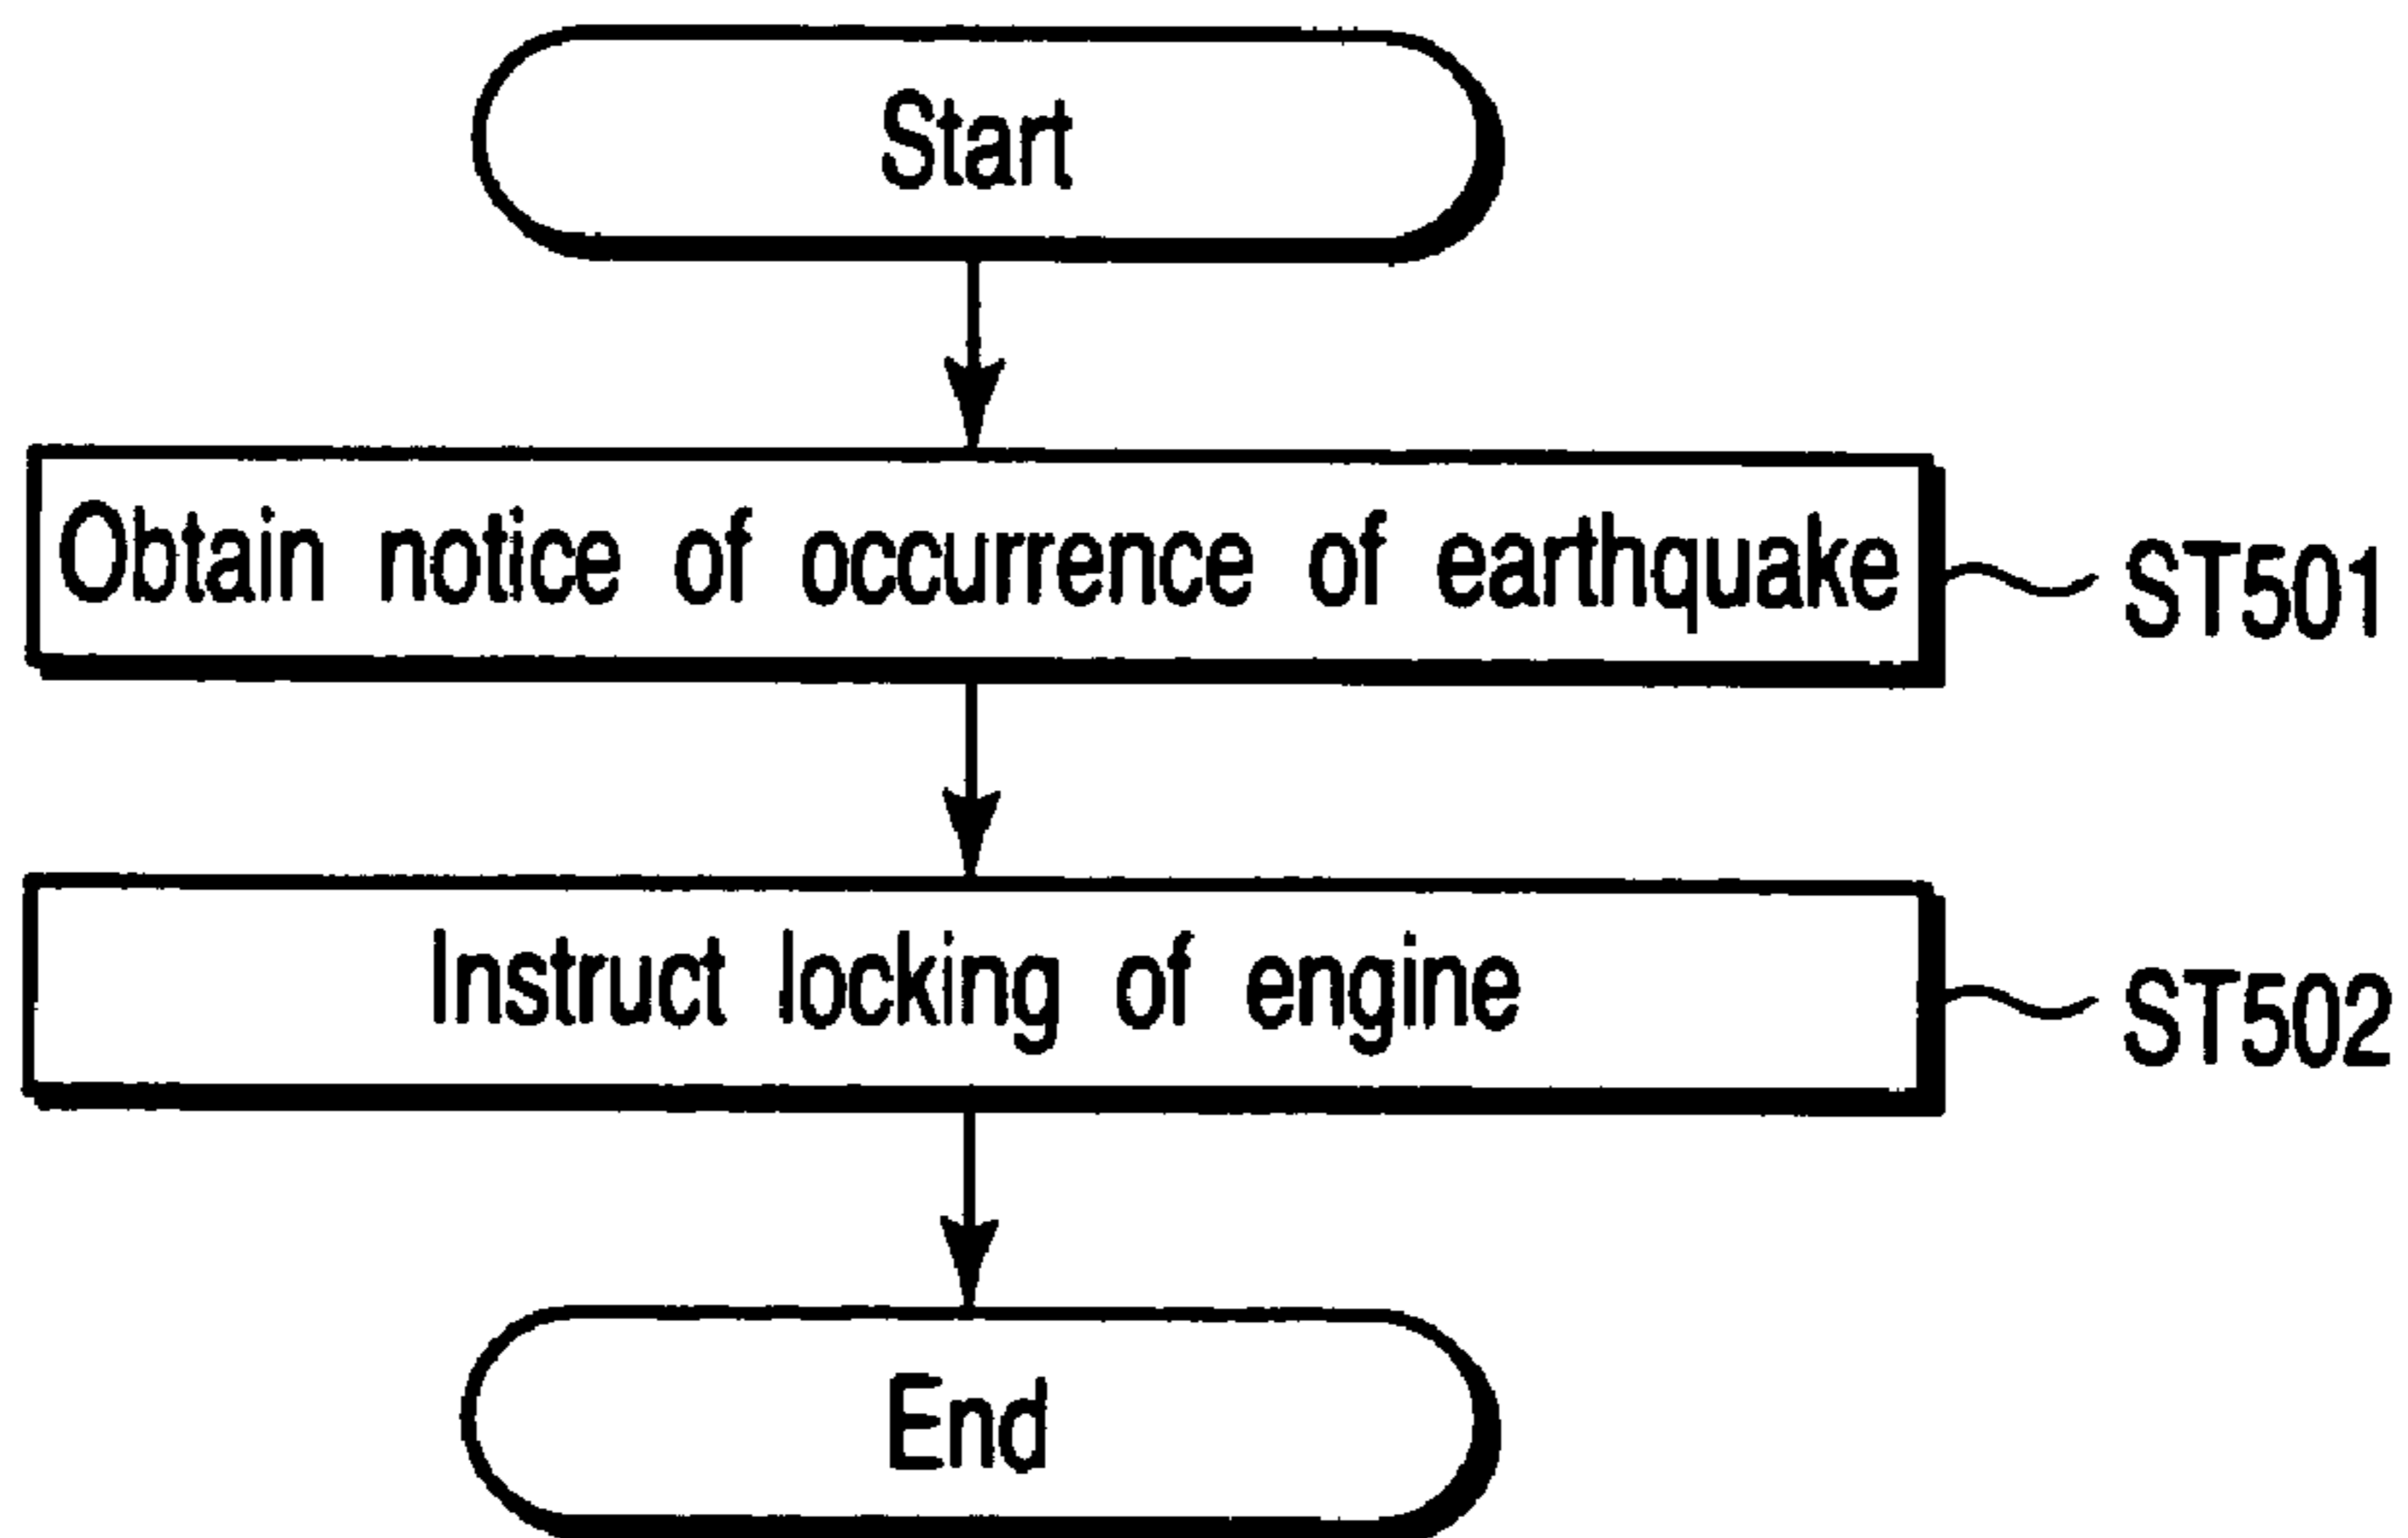 Start
Obtain notice of occurrence of earthquake
ST501
Instruct locking of engine
ST502
End